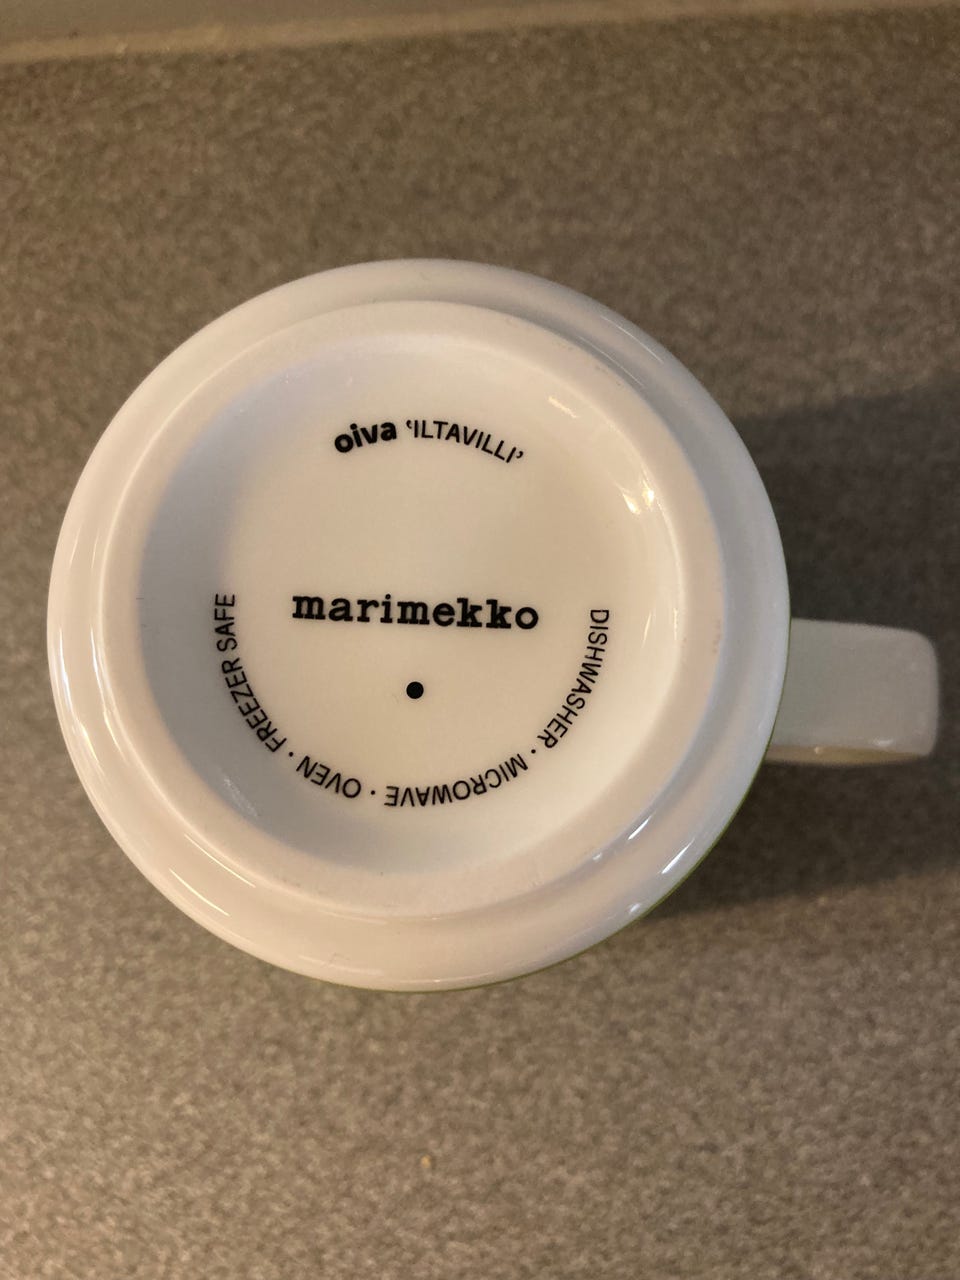 oiva ‘ILTAVILLI’
marimekko
DISHWASHER · MICROWAVE · OVEN · FREEZER SAFE